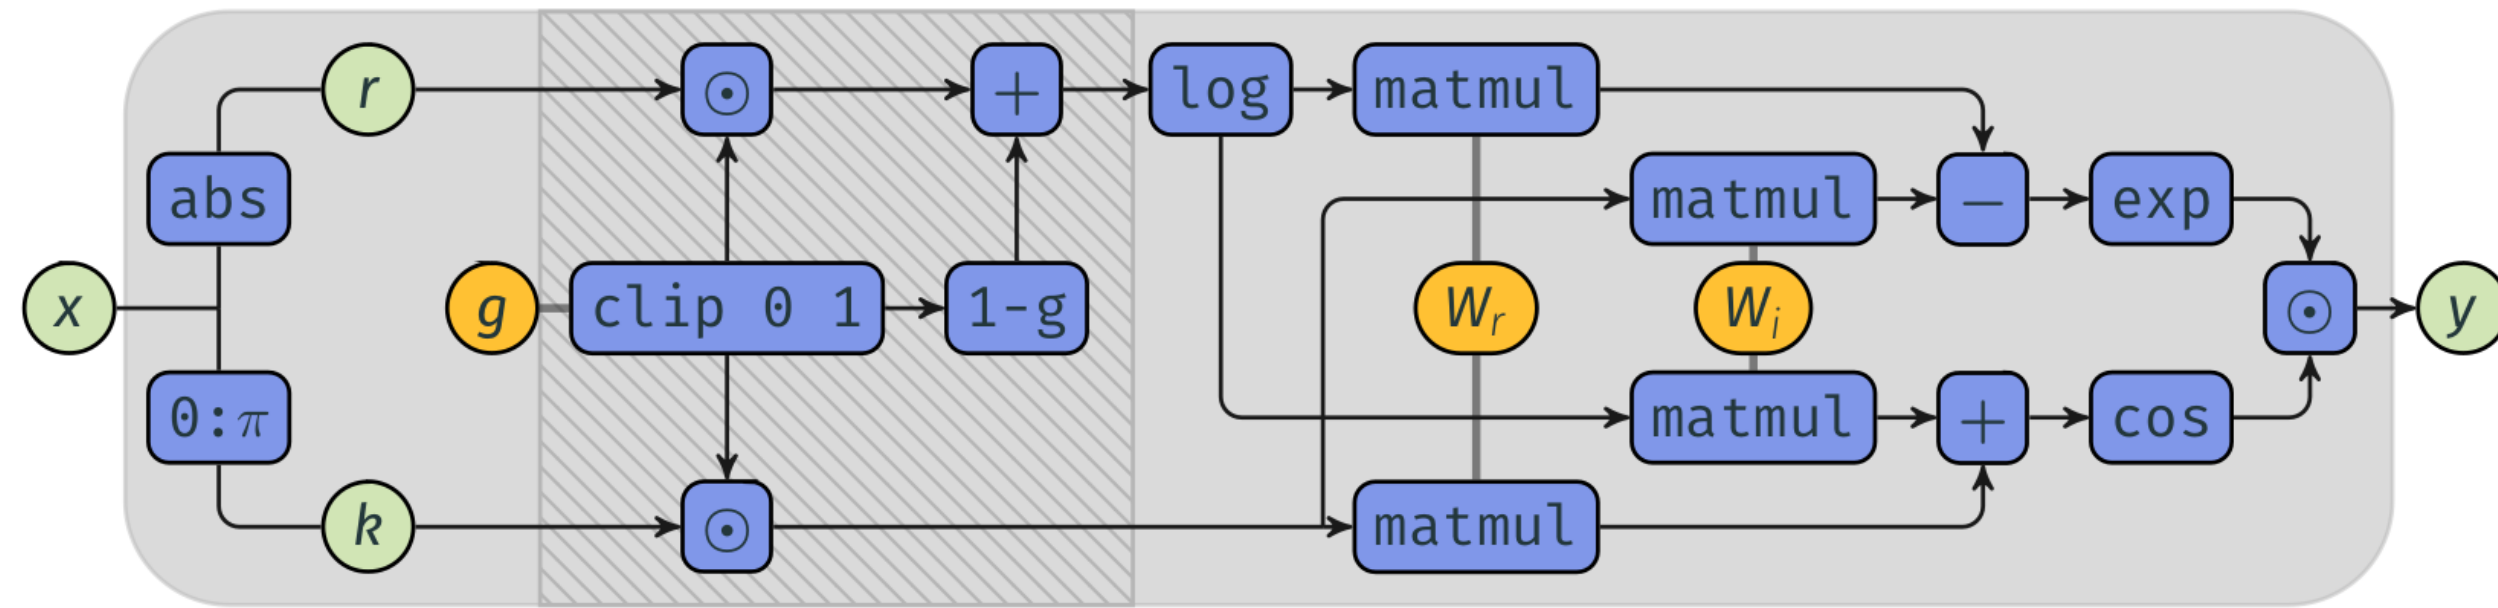 r ⊙ + log matmul
abs matmul − exp
x g clip 0 1 1-g Wᵣ Wᵢ ⊙ y
0:π matmul + cos
k ⊙ matmul